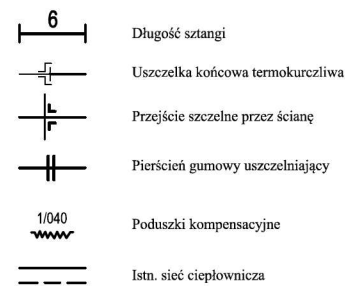 6
Długość sztangi
Uszczelka końcowa termokurczliwa
Przejście szczelne przez ścianę
Pierścień gumowy uszczelniający
1/040
Poduszki kompensacyjne
Istn. sieć ciepłownicza